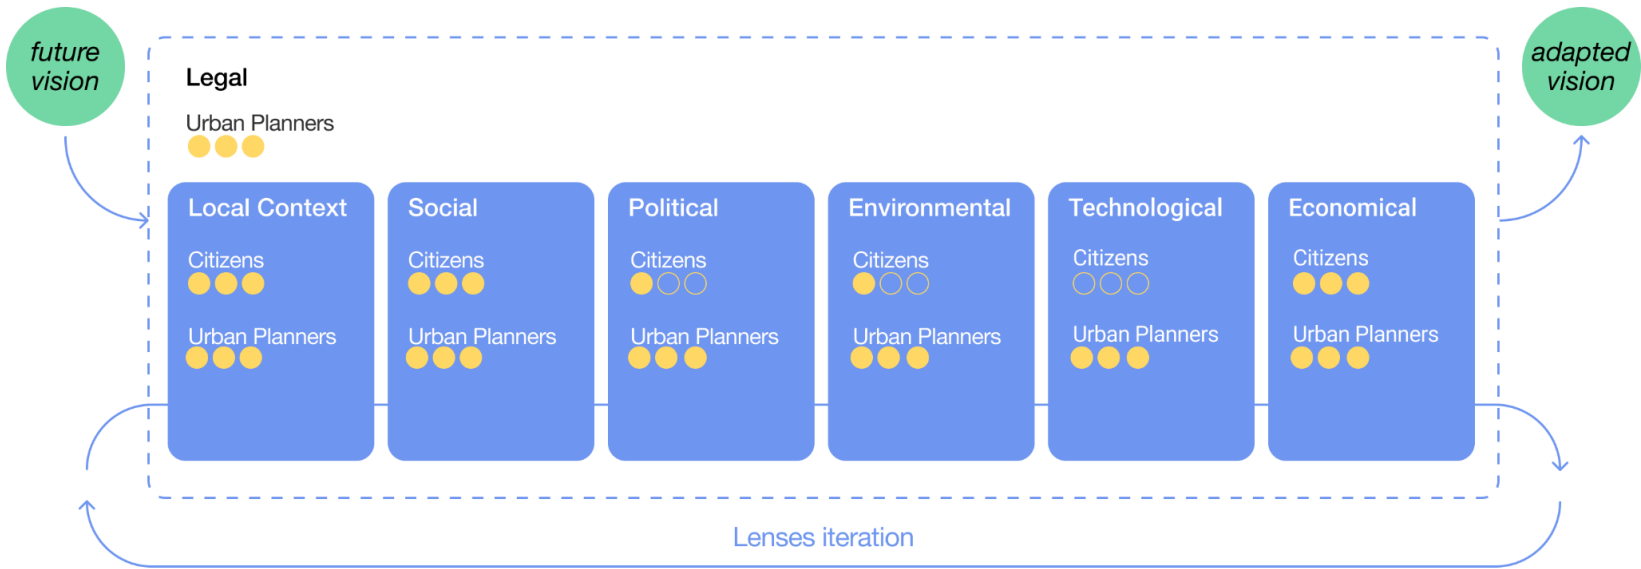 future
vision
adapted
vision
Legal
Urban Planners
Local Context
Citizens
Urban Planners
Social
Citizens
Urban Planners
Political
Citizens
Urban Planners
Environmental
Citizens
Urban Planners
Technological
Citizens
Urban Planners
Economical
Citizens
Urban Planners
Lenses iteration